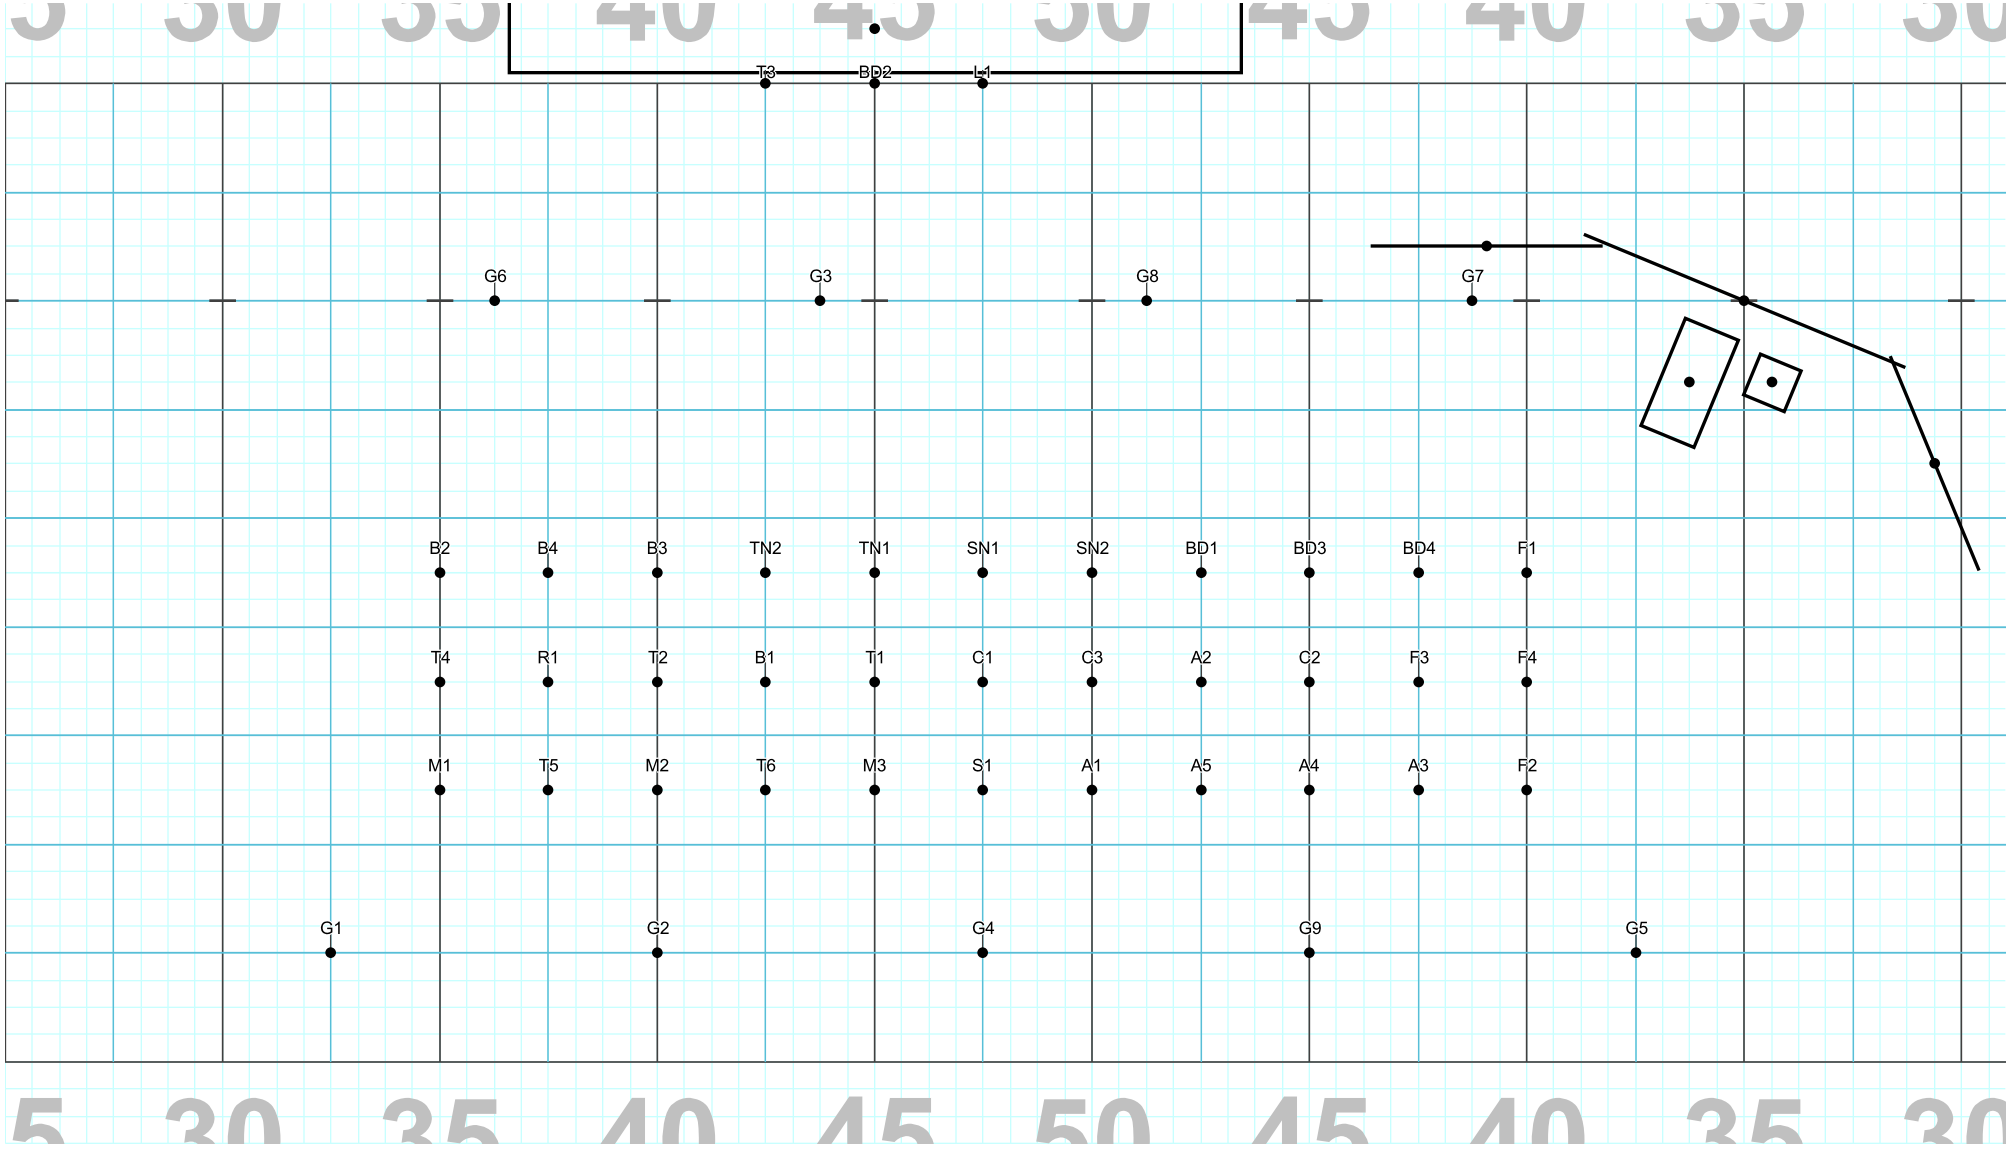 5 30 35 40 45 50 45 40 35 30
T3 BD2 L1
G6 G3 G8 G7
B2 B4 B3 TN2 TN1 SN1 SN2 BD1 BD3 BD4 F1
T4 R1 T2 B1 T1 C1 C3 A2 C2 F3 F4
M1 T5 M2 T6 M3 S1 A1 A5 A4 A3 F2
G1 G2 G4 G9 G5
5 30 35 40 45 50 45 40 35 30